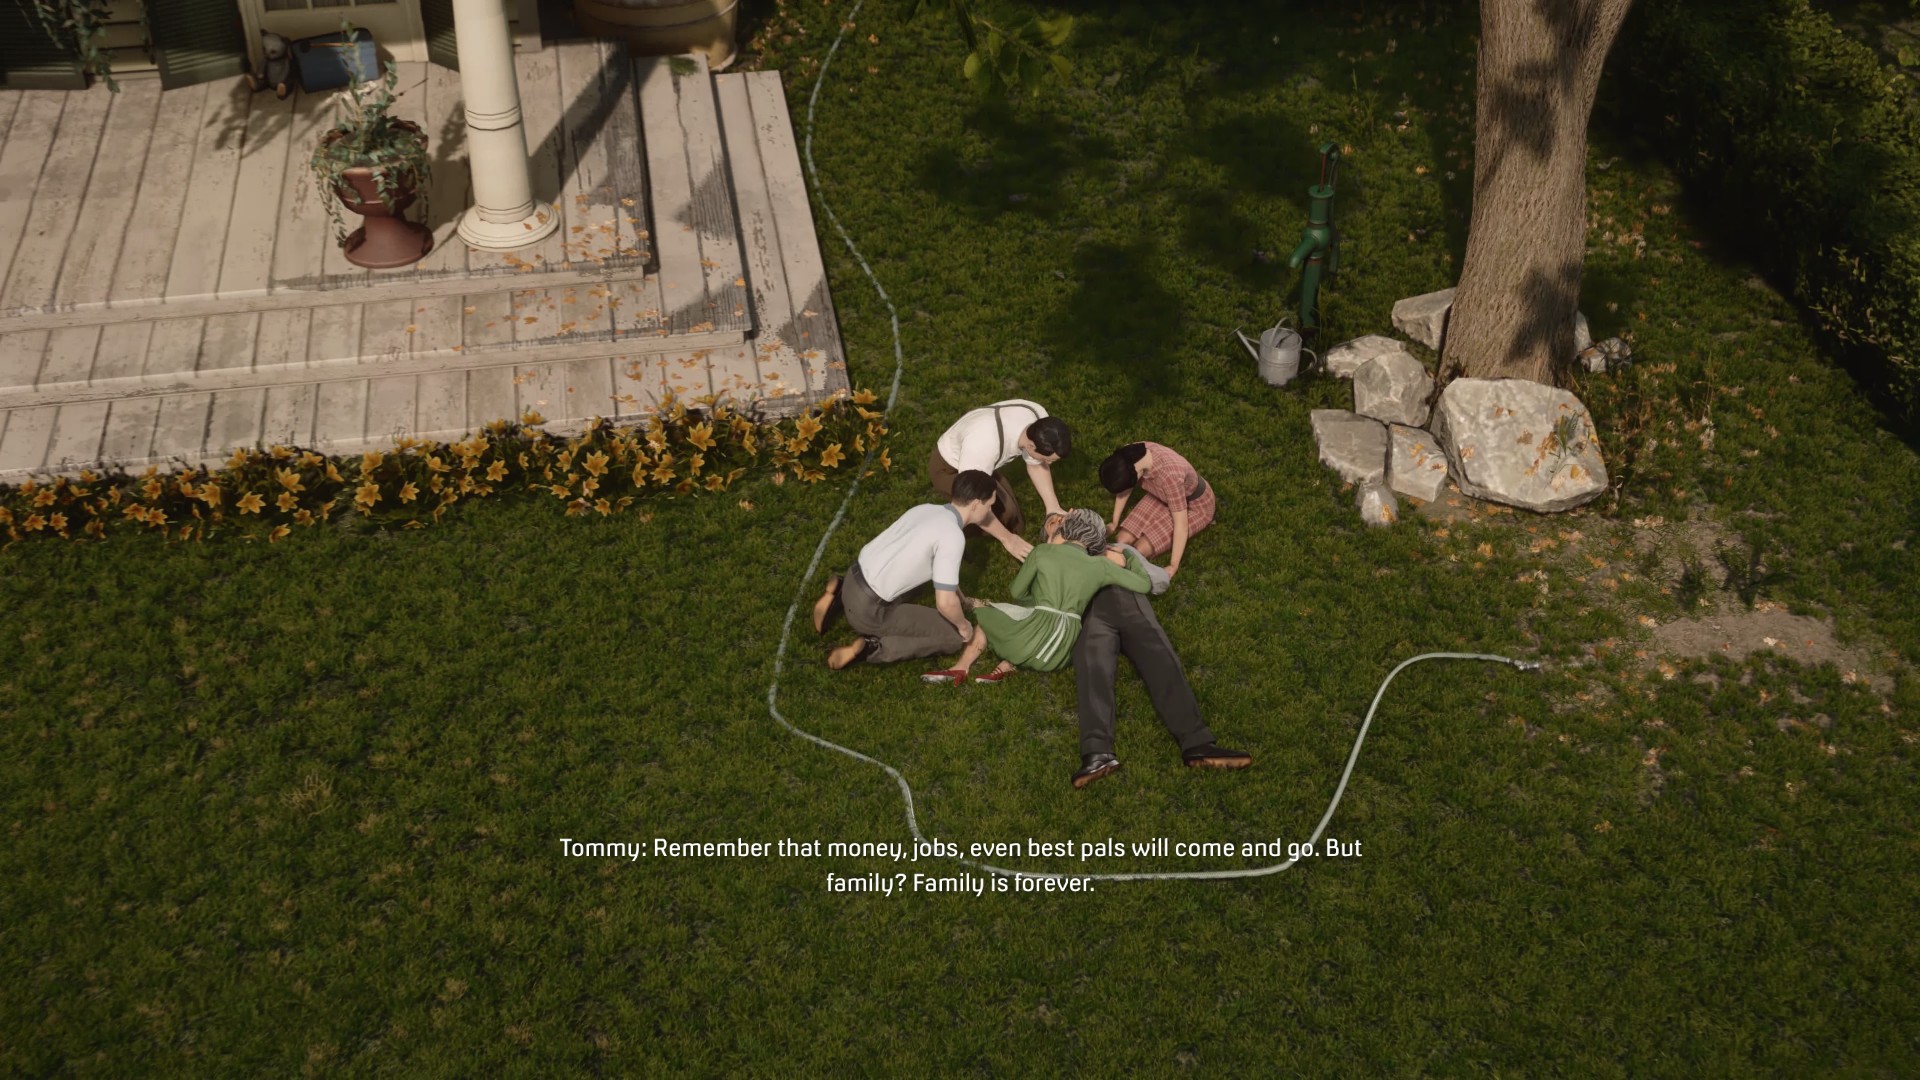 Tommy: Remember that money, jobs, even best pals will come and go. But
family? Family is forever.